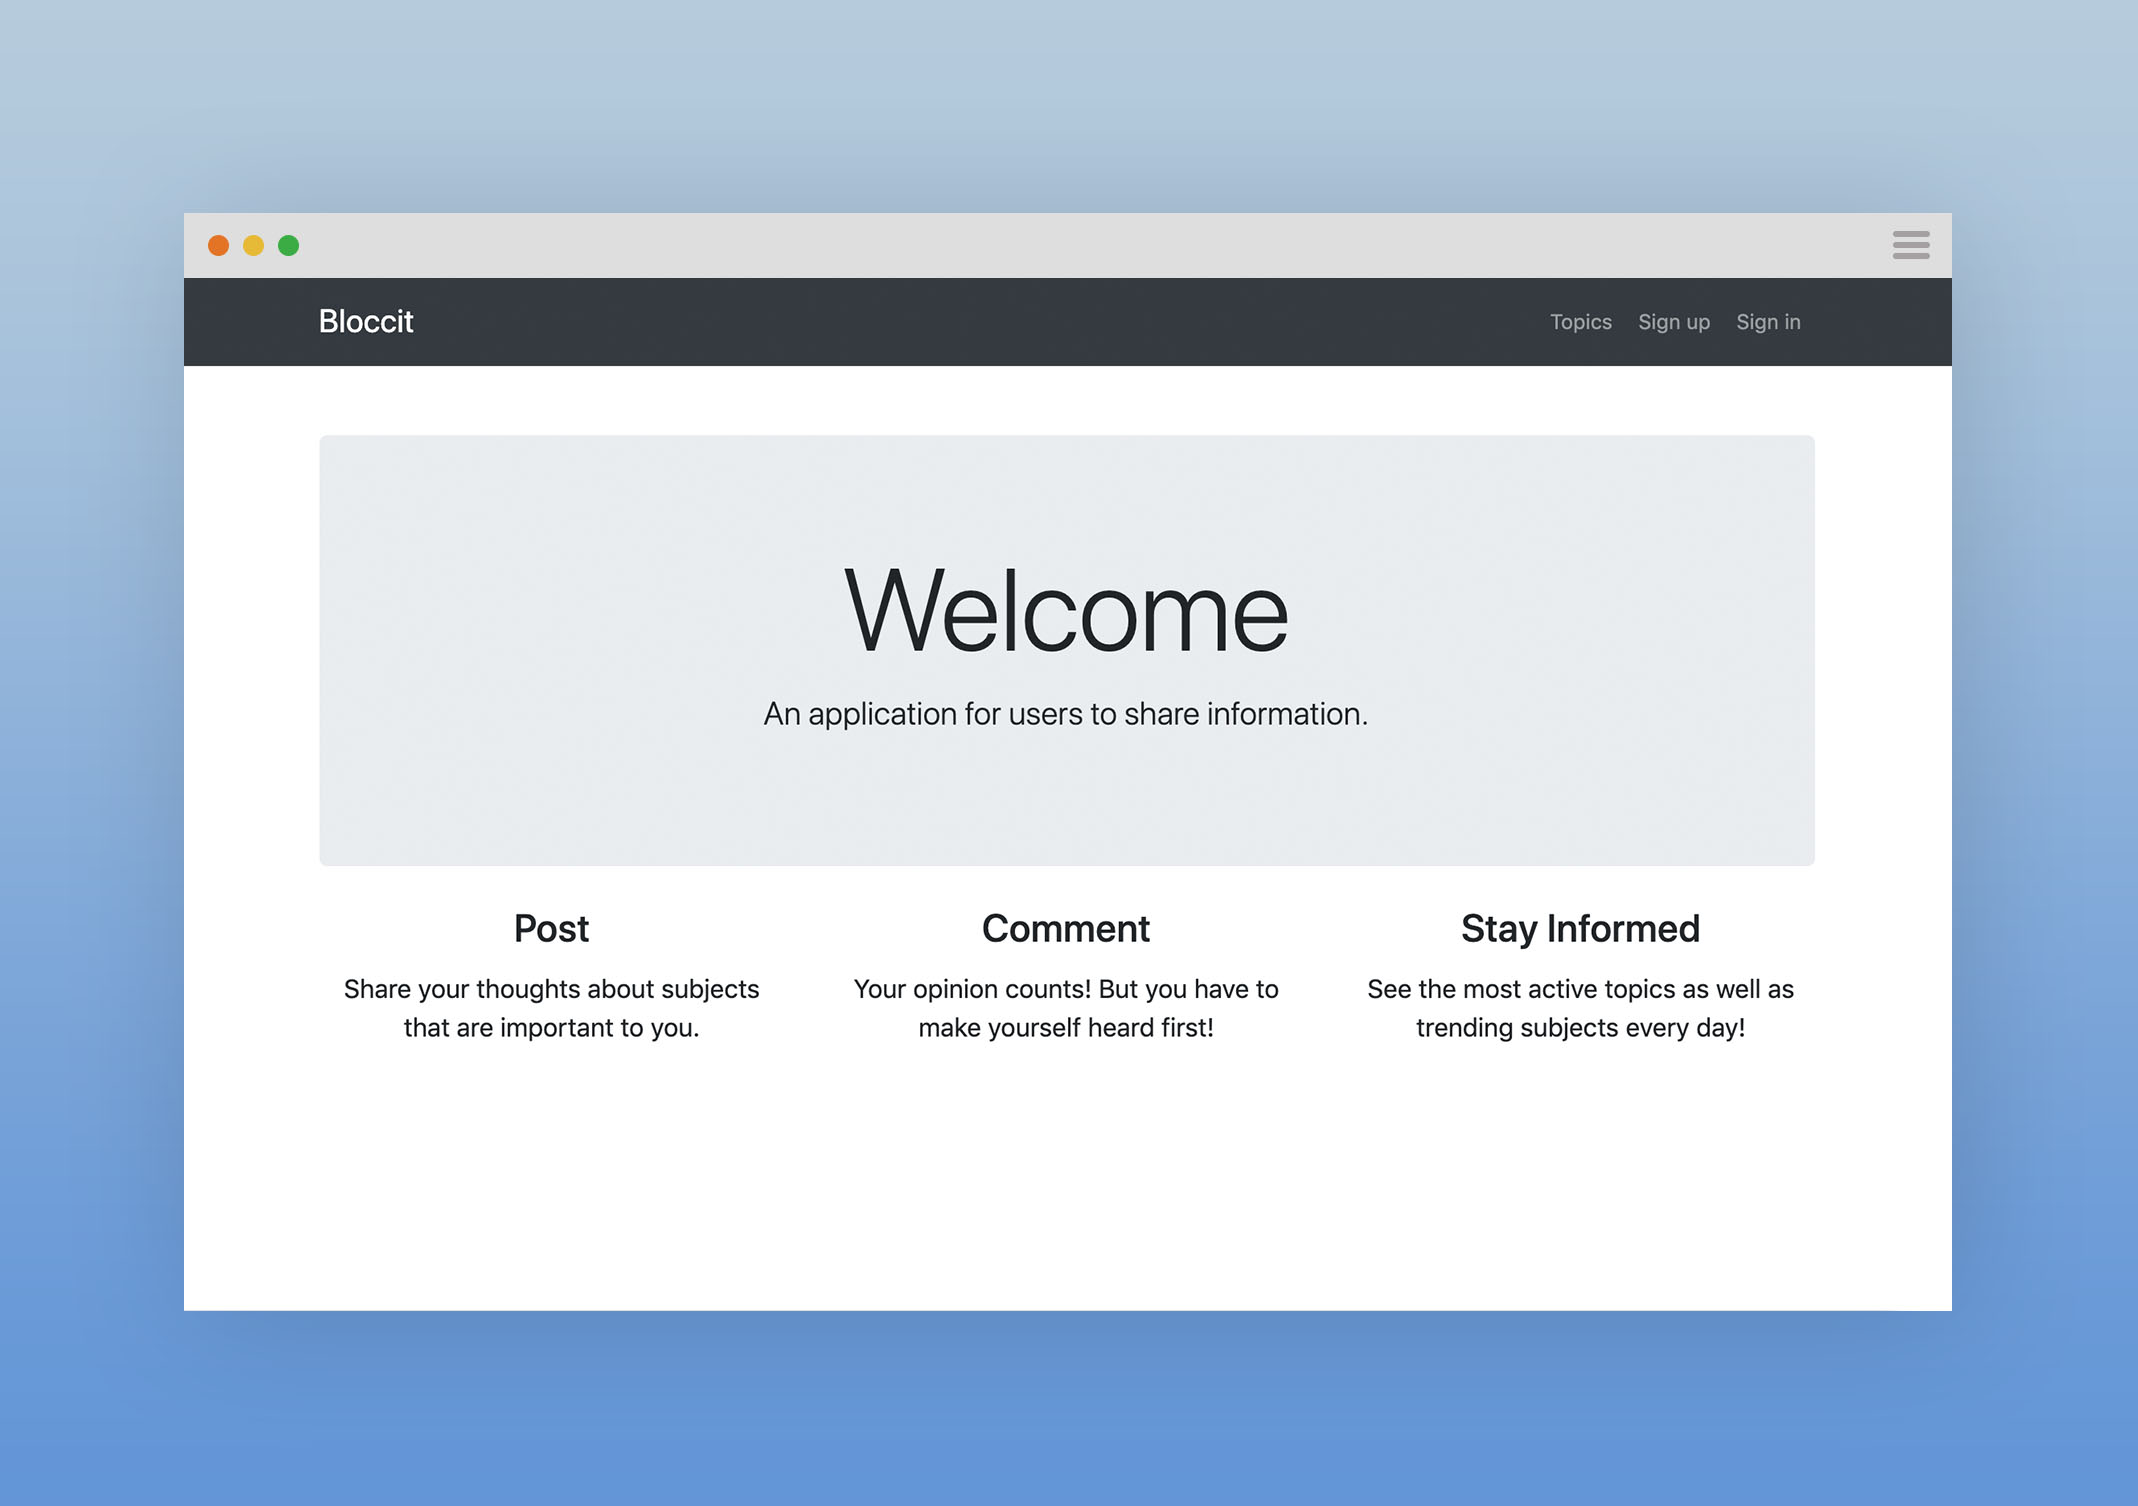 Bloccit
Topics Sign up Sign in
Welcome
An application for users to share information.
Post
Share your thoughts about subjects
that are important to you.
Comment
Your opinion counts! But you have to
make yourself heard first!
Stay Informed
See the most active topics as well as
trending subjects every day!